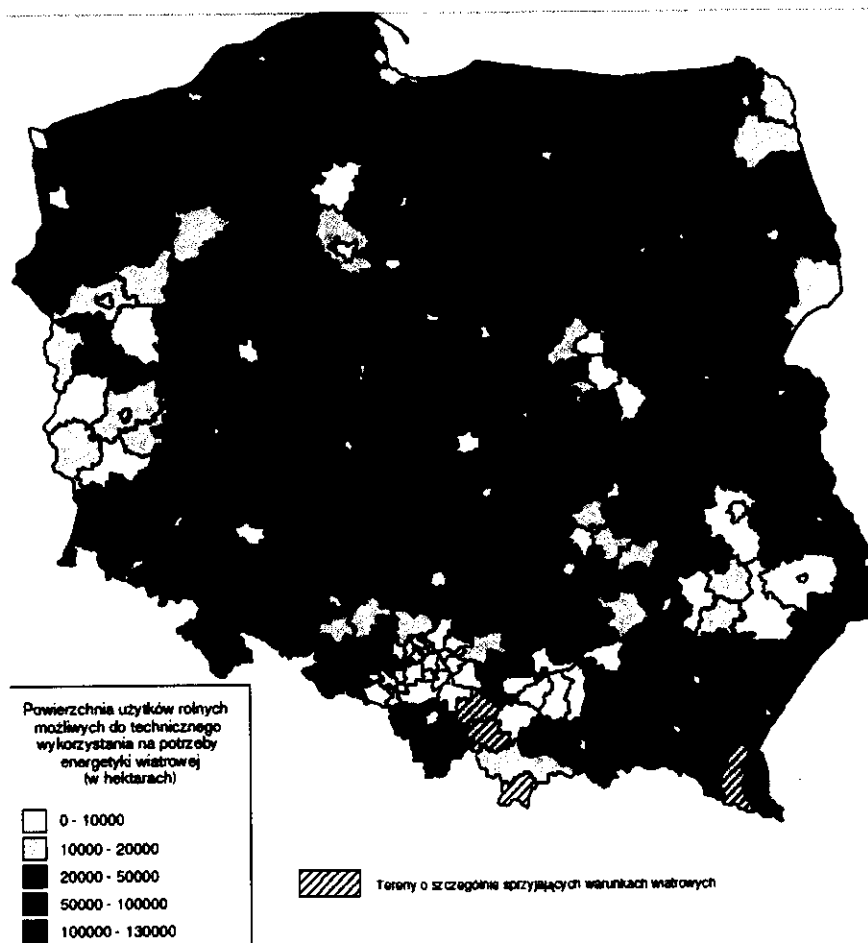 Powierzchnia użytków rolnych
możliwych do technicznego
wykorzystania na potrzeby
energetyki wiatrowej
(w hektarach)
0 - 10000
10000 - 20000
20000 - 50000
50000 - 100000
100000 - 130000
Tereny o szczególnie sprzyjających warunkach wiatrowych